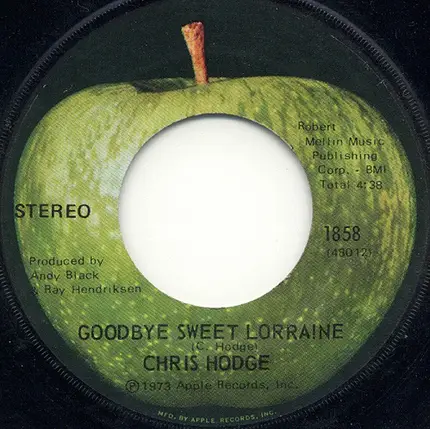 Robert
Mellin Music
Publishing
Corp. - BMI
Total 4:38
STEREO
1858
(48012)
Produced by
Andy Black
& Ray Hendriksen
GOODBYE SWEET LORRAINE
(C. Hodge)
CHRIS HODGE
Ⓟ 1973 Apple Records, Inc.
MFD. BY APPLE RECORDS, INC.